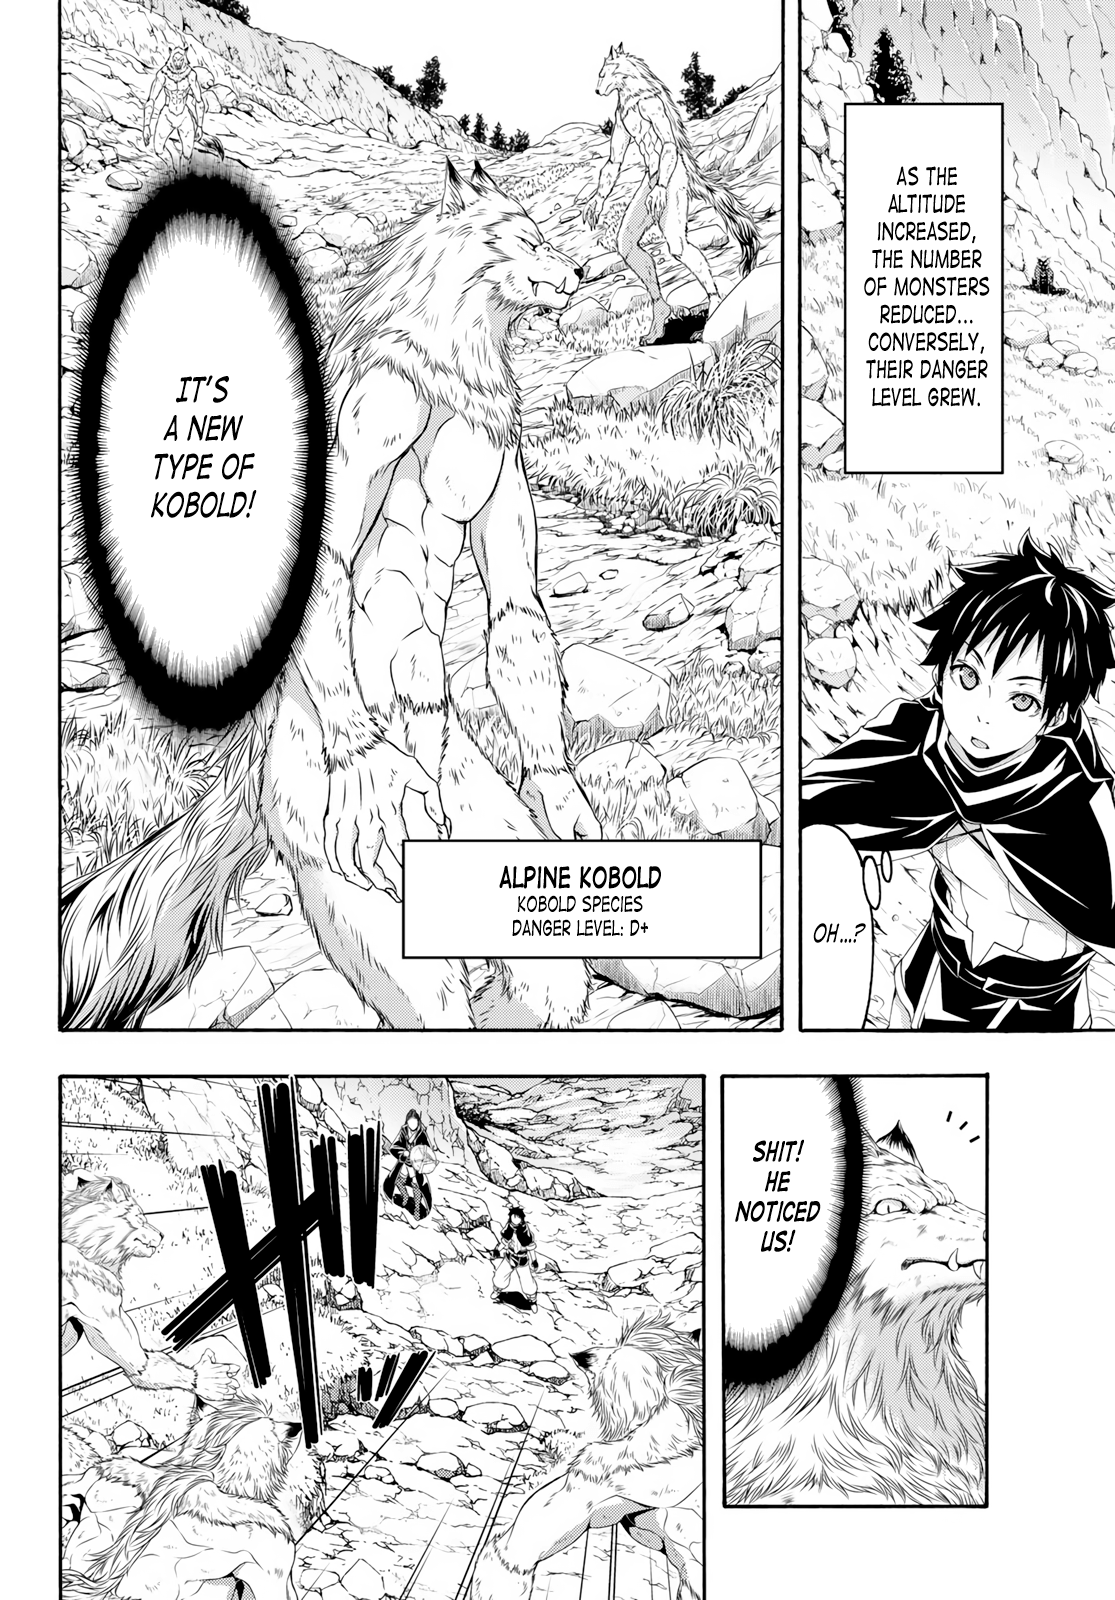 AS THE
ALTITUDE
INCREASED,
THE NUMBER
OF MONSTERS
REDUCED...
CONVERSELY,
THEIR DANGER
LEVEL GREW.
OH...?
IT'S
A NEW
TYPE OF
KOBOLD!
ALPINE KOBOLD
KOBOLD SPECIES
DANGER LEVEL: D+
SHIT!
HE
NOTICED
US!